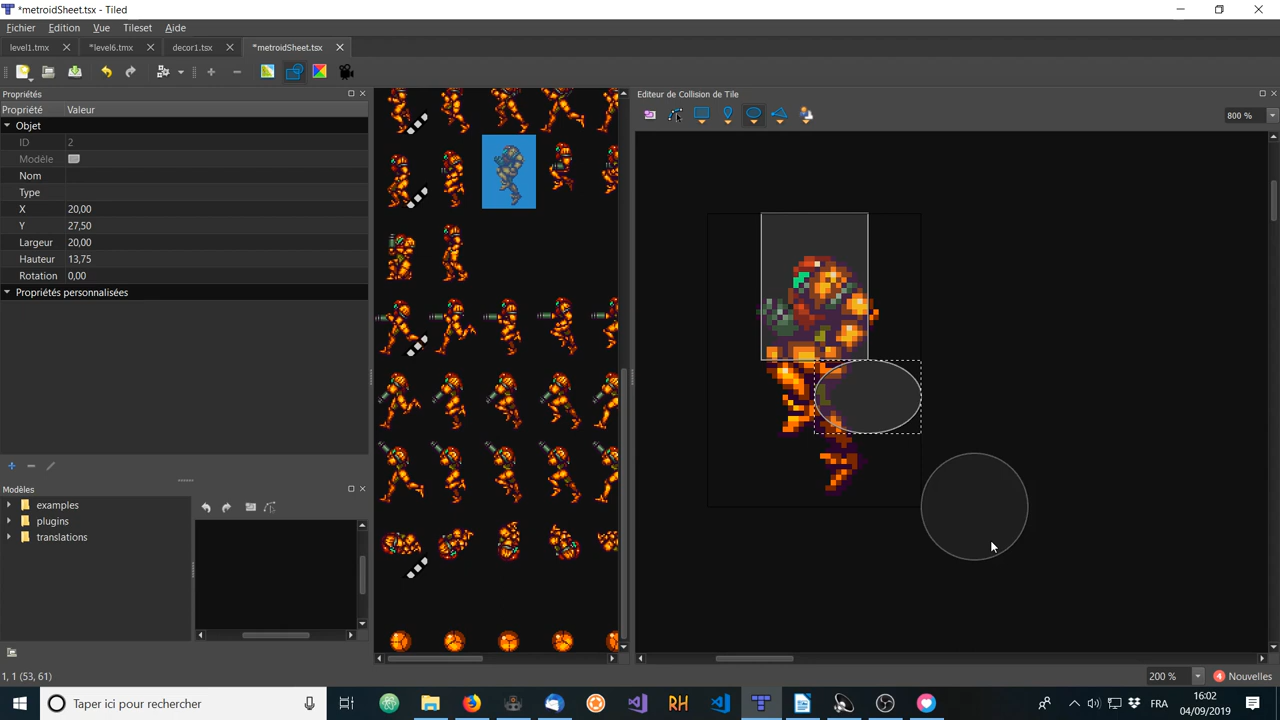 *metroidSheet.tsx - Tiled
Fichier Edition Vue Tileset Aide
level1.tmx *level6.tmx decor1.tsx *metroidSheet.tsx
Propriétés Editeur de Collision de Tile
Propriété Valeur
800 %
Objet
ID 2
Modèle
Nom
Type
X 20,00
Y 27,50
Largeur 20,00
Hauteur 13,75
Rotation 0,00
Propriétés personnalisées
Modèles
examples
plugins
translations
1, 1 (53, 61) 200 % 4 Nouvelles
Taper ici pour rechercher RH FRA 16:02
04/09/2019